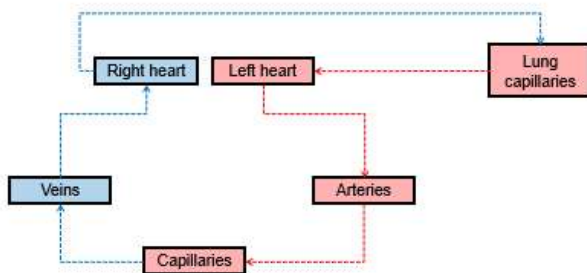 Right heart
Left heart
Lung
capillaries
Veins
Arteries
Capillaries